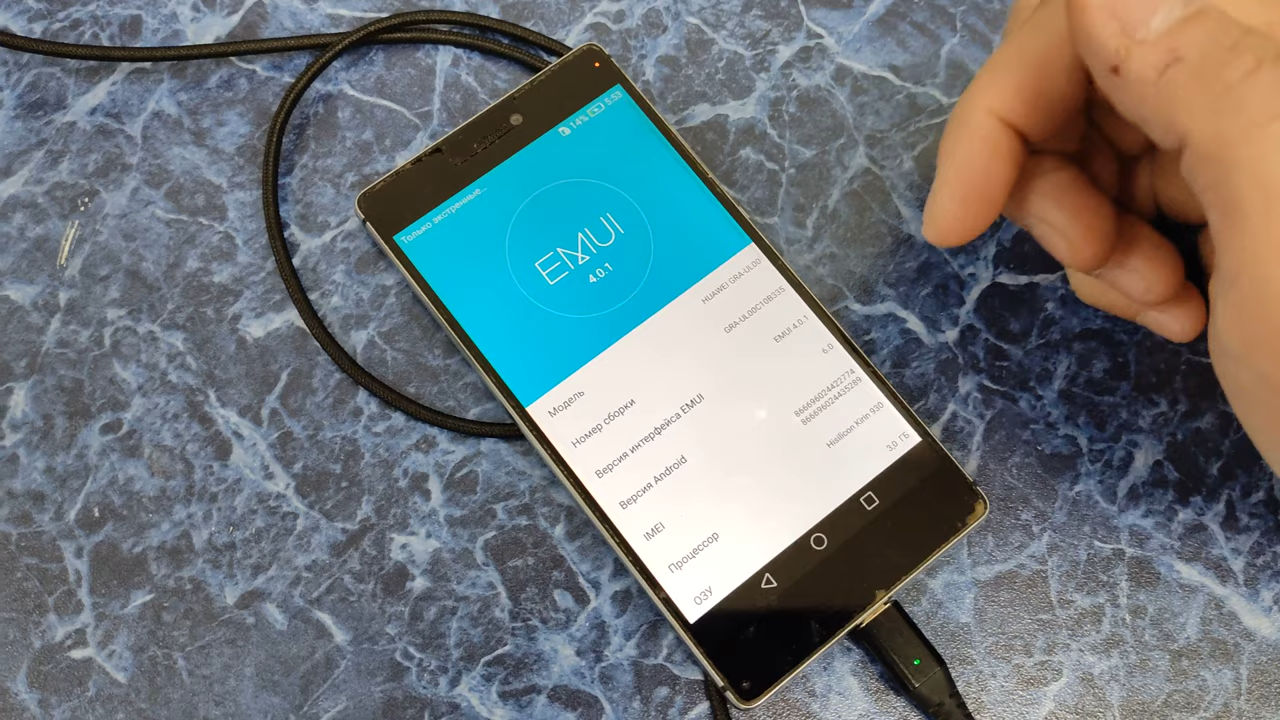 Только экстренные...
14% 5:53
EMUI
4.0.1
Модель HUAWEI GRA-UL00
Номер сборки GRA-UL00C10B335
Версия интерфейса EMUI EMUI 4.0.1
Версия Android 6.0
IMEI 866696024422774
866696024435289
Процессор Hisilicon Kirin 930
ОЗУ 3,0 ГБ